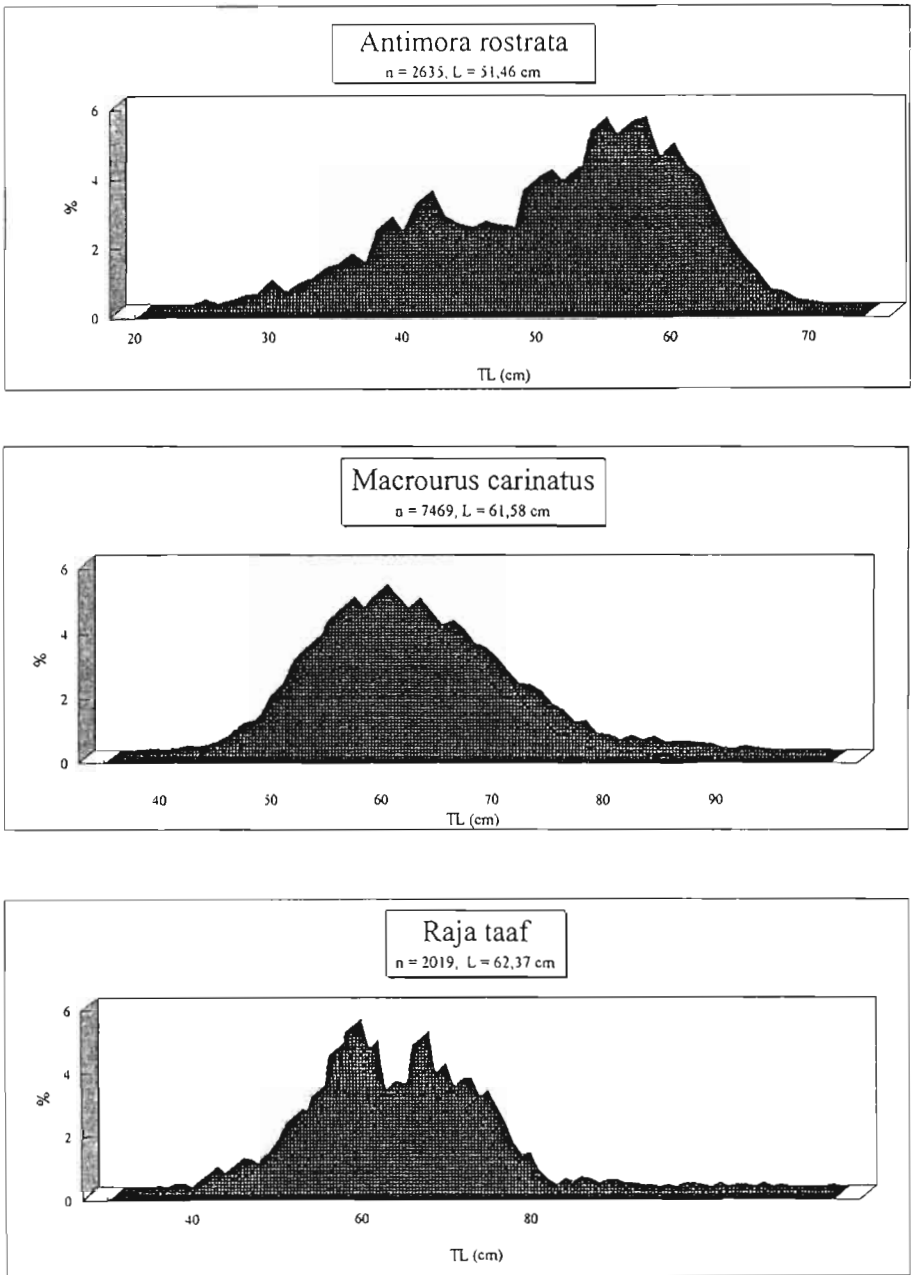 Antimora rostrata
n = 2635, L = 51,46 cm
6
4
2
0
%
20 30 40 50 60 70
TL (cm)
Macrourus carinatus
n = 7469, L = 61,58 cm
6
4
2
0
%
40 50 60 70 80 90
TL (cm)
Raja taaf
n = 2019, L = 62,37 cm
6
4
2
0
%
40 60 80
TL (cm)